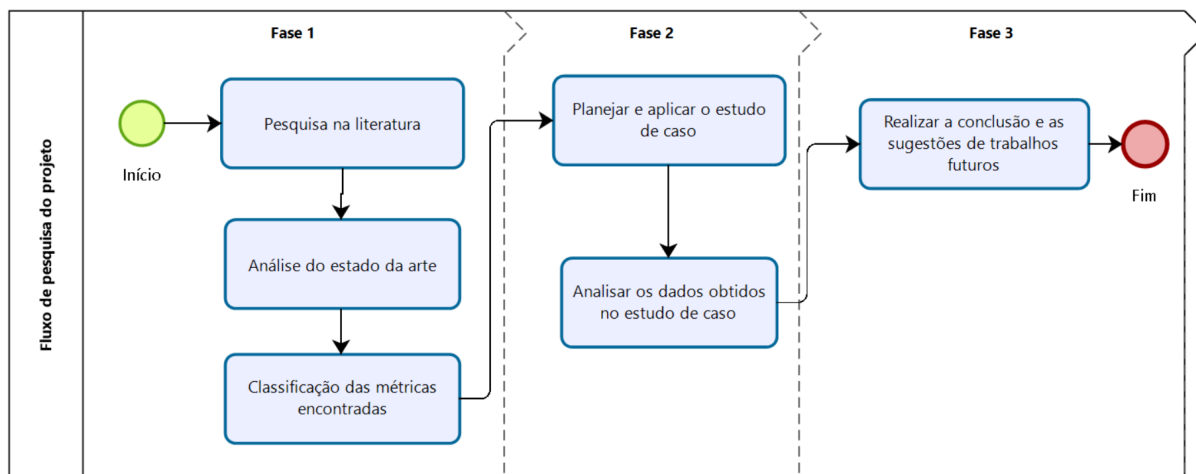 Fluxo de pesquisa do projeto
Fase 1
Fase 2
Fase 3
Início
Pesquisa na literatura
Análise do estado da arte
Classificação das métricas
encontradas
Planejar e aplicar o estudo
de caso
Analisar os dados obtidos
no estudo de caso
Realizar a conclusão e as
sugestões de trabalhos
futuros
Fim